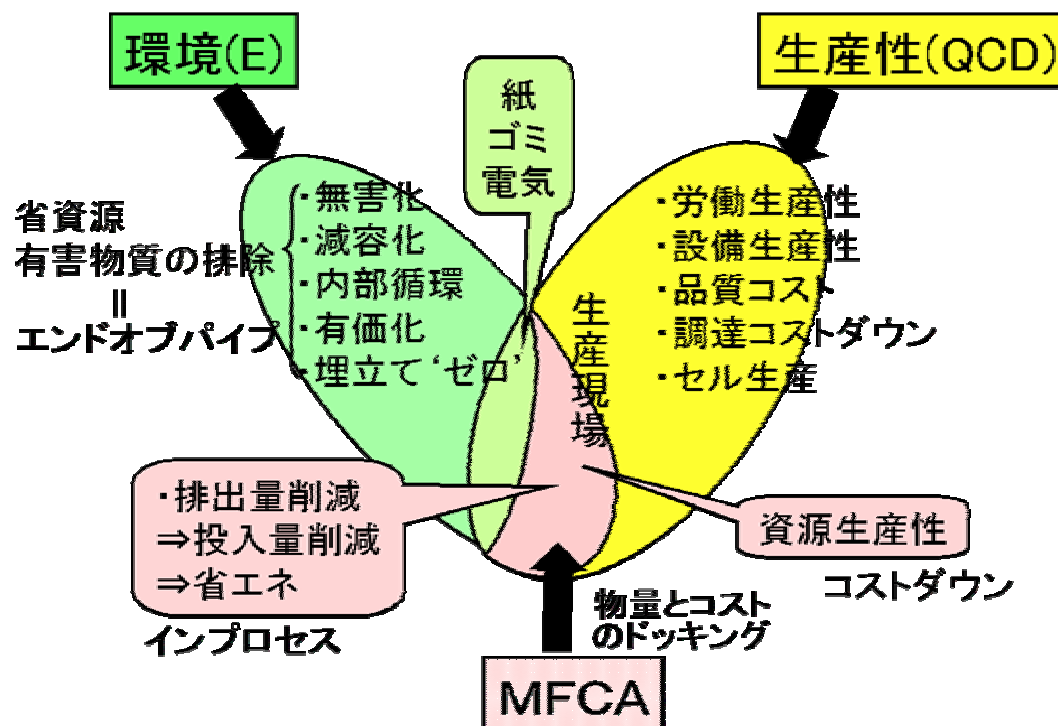 環境(E)
生産性(QCD)
紙
ゴミ
電気
省資源
有害物質の排除
=
エンドオブパイプ
・無害化
・減容化
・内部循環
・有価化
・埋立て‘ゼロ’
生産現場
・労働生産性
・設備生産性
・品質コスト
・調達コストダウン
・セル生産
・排出量削減
⇒投入量削減
⇒省エネ
インプロセス
資源生産性
コストダウン
物量とコスト
のドッキング
MFCA